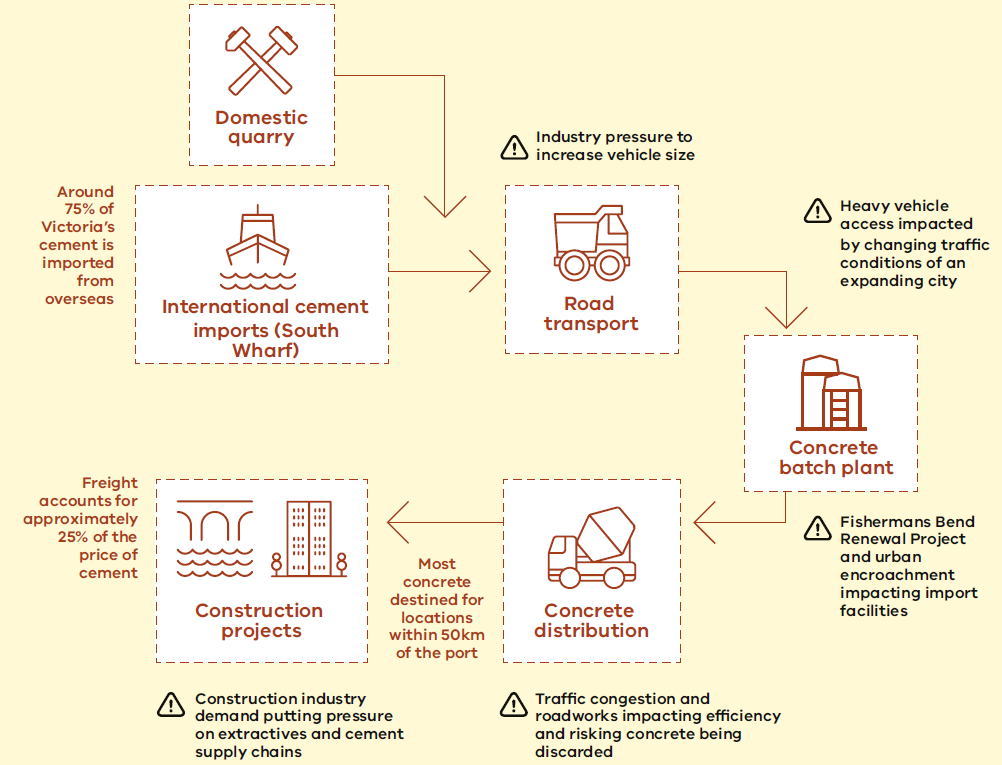 Domestic
quarry
Industry pressure to
increase vehicle size
Around
75% of
Victoria’s
cement is
imported
from
overseas
International cement
imports (South
Wharf)
Road
transport
Heavy vehicle
access impacted
by changing traffic
conditions of an
expanding city
Concrete
batch plant
Fishermans Bend
Renewal Project
and urban
encroachment
impacting import
facilities
Concrete
distribution
Traffic congestion and
roadworks impacting efficiency
and risking concrete being
discarded
Most
concrete
destined for
locations
within 50km
of the port
Construction
projects
Freight
accounts for
approximately
25% of the
price of
cement
Construction industry
demand putting pressure
on extractives and cement
supply chains